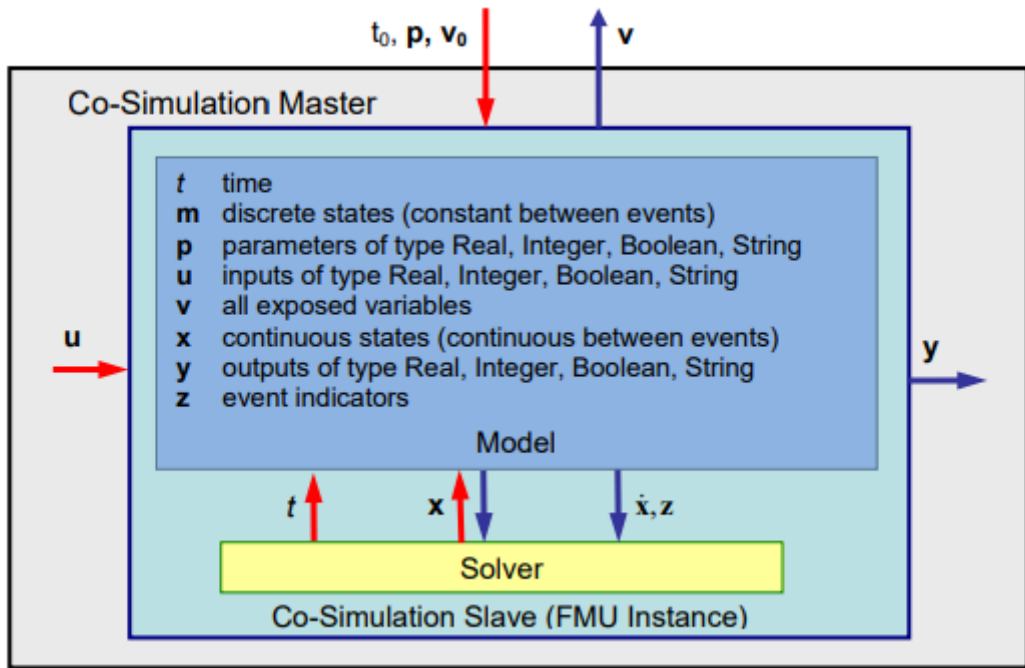 t₀, p, v₀
v
Co-Simulation Master
t time
m discrete states (constant between events)
p parameters of type Real, Integer, Boolean, String
u inputs of type Real, Integer, Boolean, String
v all exposed variables
x continuous states (continuous between events)
y outputs of type Real, Integer, Boolean, String
z event indicators
u
y
Model
t
x
ẋ, z
Solver
Co-Simulation Slave (FMU Instance)